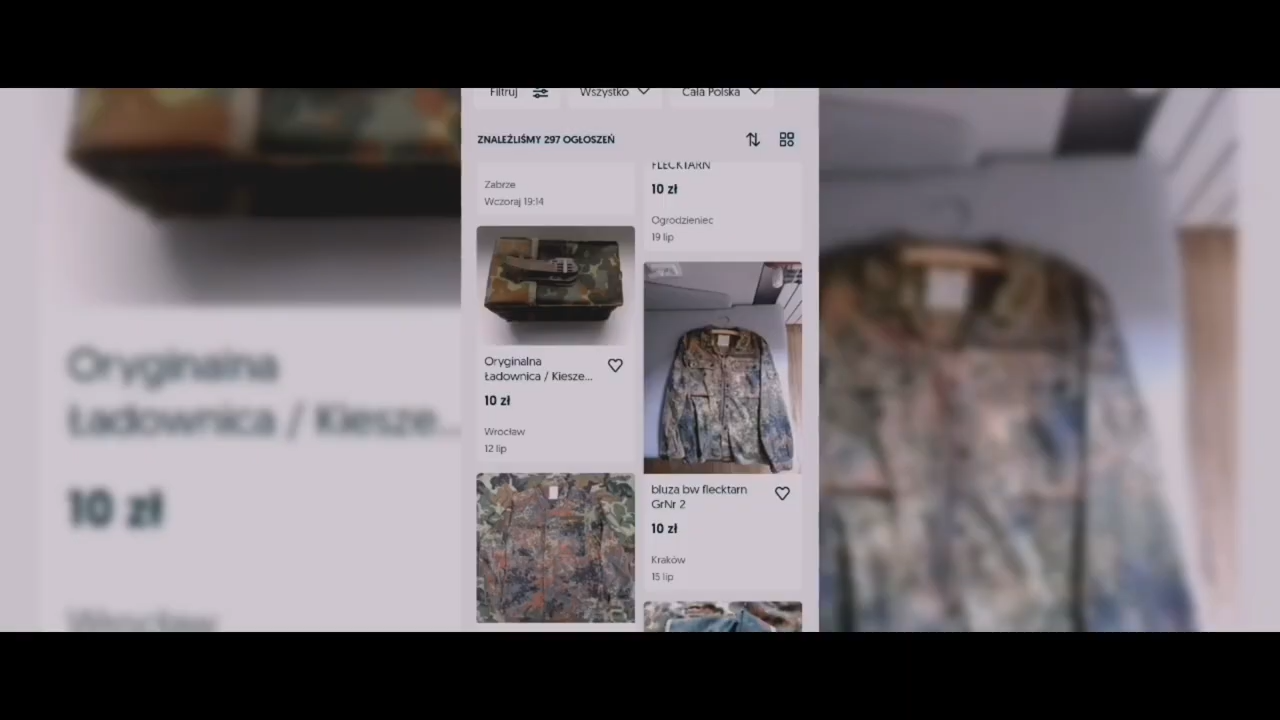 Filtruj
Wszystko
Cała Polska
ZNALEŹLIŚMY 297 OGŁOSZEŃ
Zabrze
Wczoraj 19:14
FLECKTARN
10 zł
Ogrodzieniec
19 lip
Oryginalna
Ładownica / Kiesze...
10 zł
Wrocław
12 lip
bluza bw flecktarn
GrNr 2
10 zł
Kraków
15 lip
Oryginalna
Ładownica / Kiesze...
10 zł
Wrocław